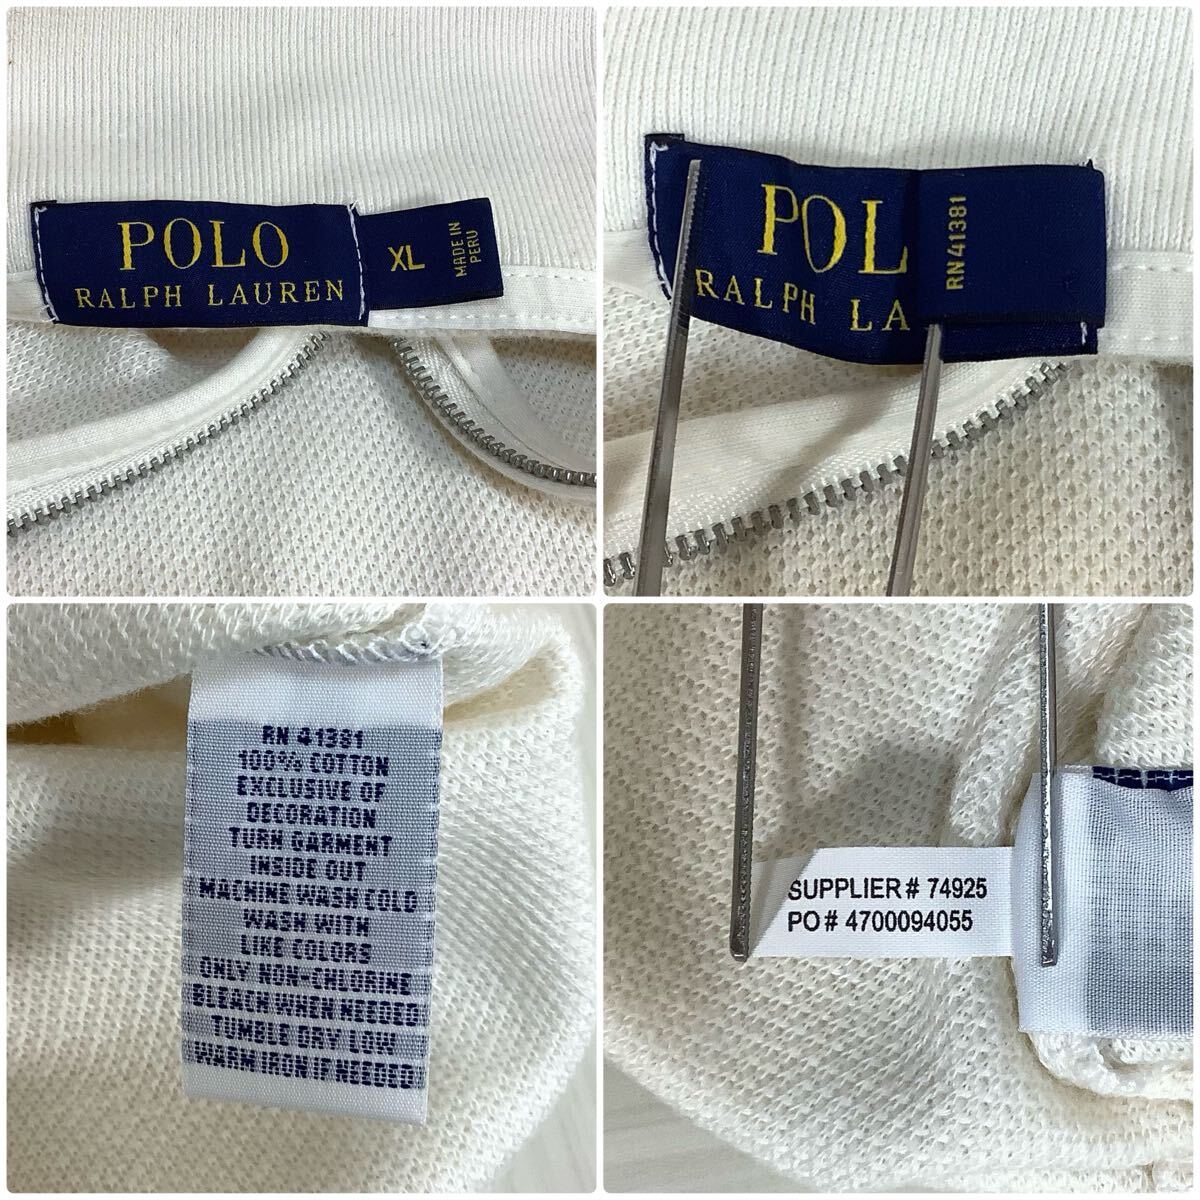 POLO
RALPH LAUREN
XL
MADE IN
PERU
POL
RALPH LA
RN 41381
RN 41381
100% COTTON
EXCLUSIVE OF
DECORATION
TURN GARMENT
INSIDE OUT
MACHINE WASH COLD
WASH WITH
LIKE COLORS
ONLY NON-CHLORINE
BLEACH WHEN NEEDED
TUMBLE DRY LOW
WARM IRON IF NEEDED
SUPPLIER # 74925
PO # 4700094055